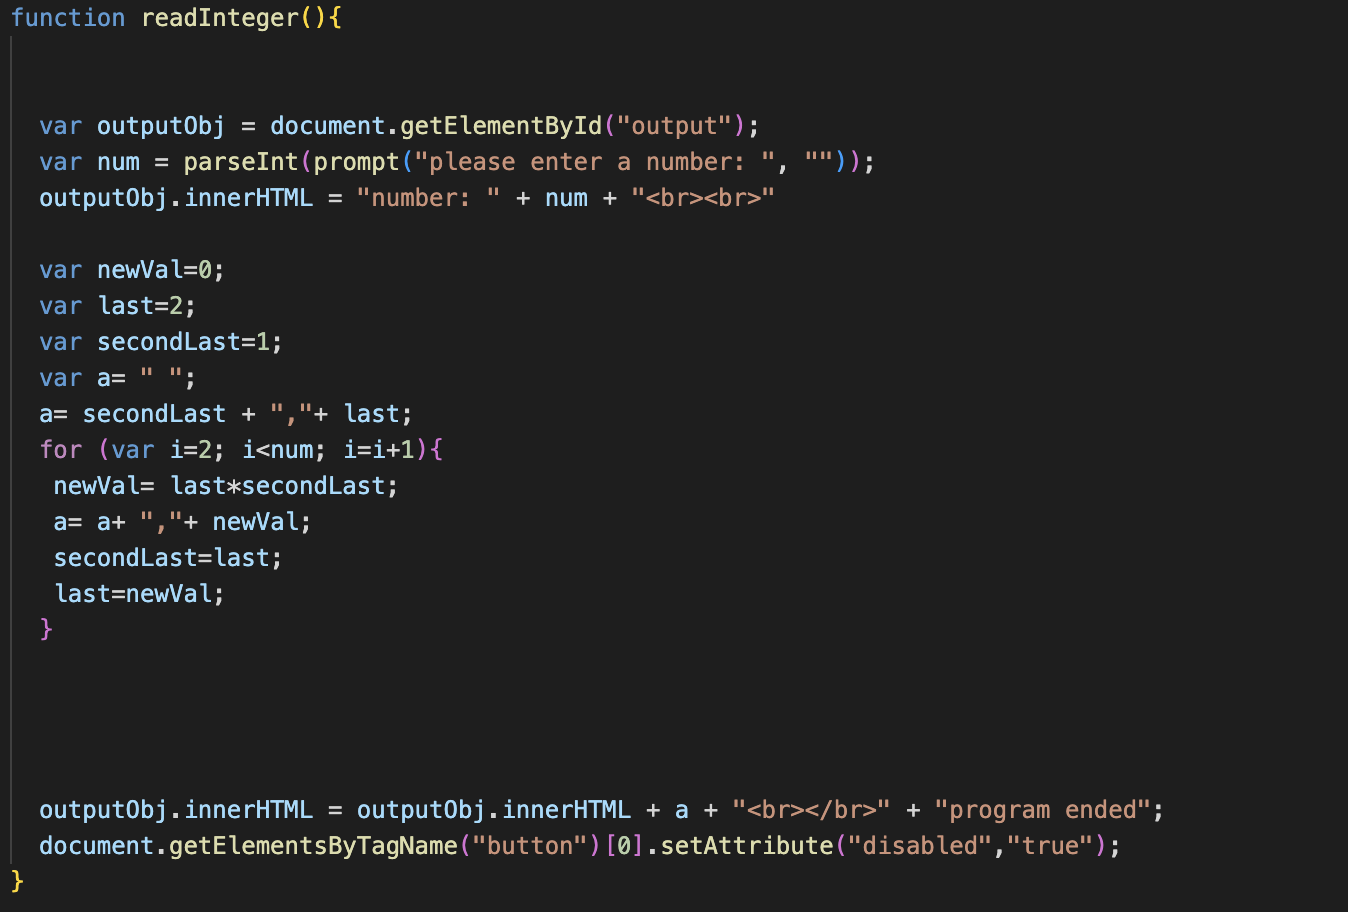 function readInteger(){
var outputObj = document.getElementById("output");
var num = parseInt(prompt("please enter a number: ", ""));
outputObj.innerHTML = "number: " + num + "<br><br>"
var newVal=0;
var last=2;
var secondLast=1;
var a= " ";
a= secondLast + ","+ last;
for (var i=2; i<num; i=i+1){
newVal= last*secondLast;
a= a+ ","+ newVal;
secondLast=last;
last=newVal;
}
outputObj.innerHTML = outputObj.innerHTML + a + "<br></br>" + "program ended";
document.getElementsByTagName("button")[0].setAttribute("disabled","true");
}